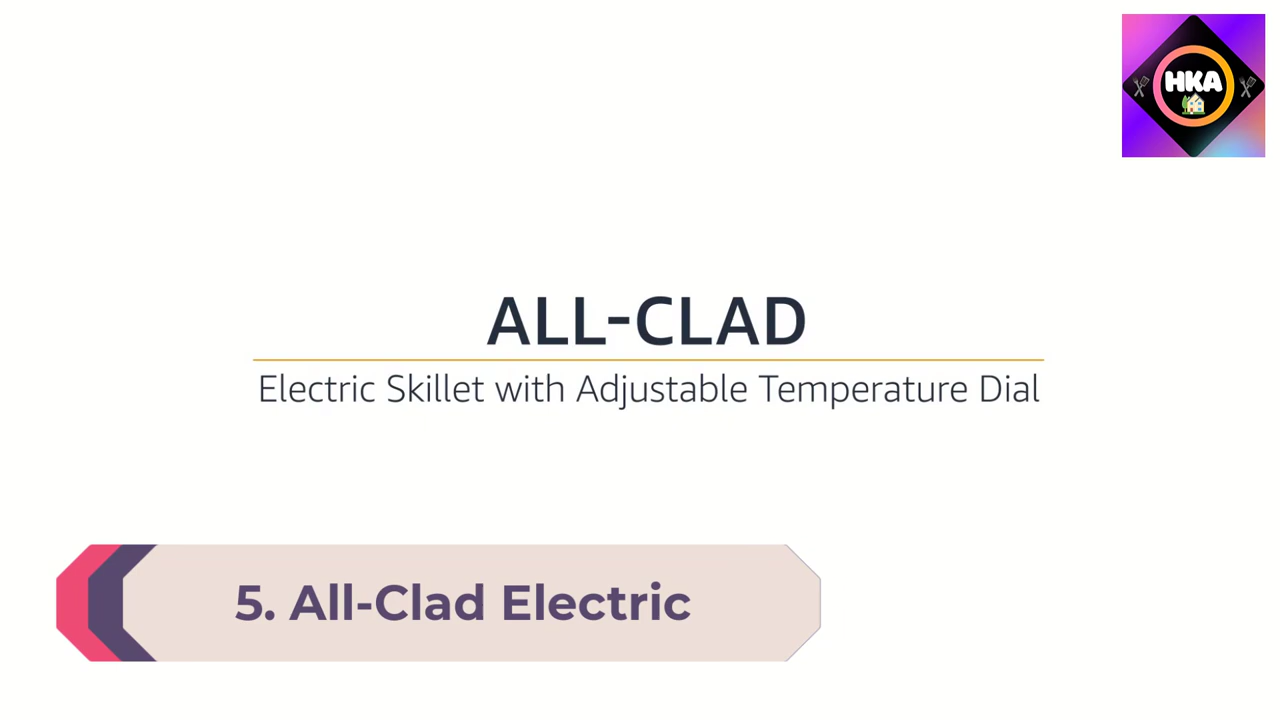 HKA
ALL-CLAD
Electric Skillet with Adjustable Temperature Dial
5. All-Clad Electric